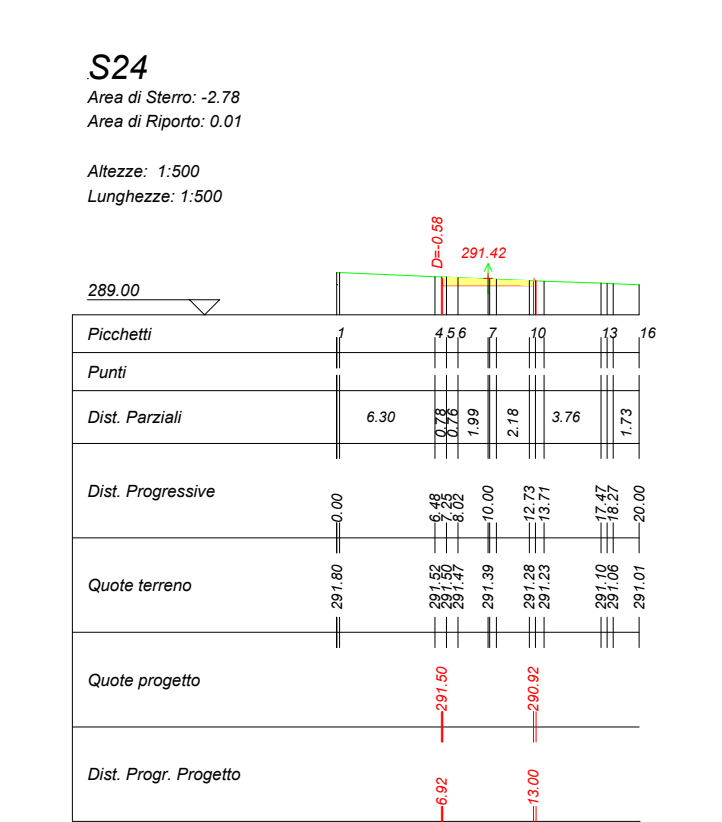 S24
Area di Sterro: -2.78
Area di Riporto: 0.01
Altezze: 1:500
Lunghezze: 1:500
D=-0.58
291.42
289.00
Picchetti 1 4 5 6 7 10 13 16
Punti
Dist. Parziali 6.30 0.78 0.76 1.99 2.18 3.76 1.73
Dist. Progressive 0.00 6.48 7.25 8.02 10.00 12.73 13.71 17.47 18.27 20.00
Quote terreno 291.80 291.52 291.50 291.47 291.39 291.28 291.23 291.10 291.06 291.01
Quote progetto 291.50 290.92
Dist. Progr. Progetto 6.92 13.00